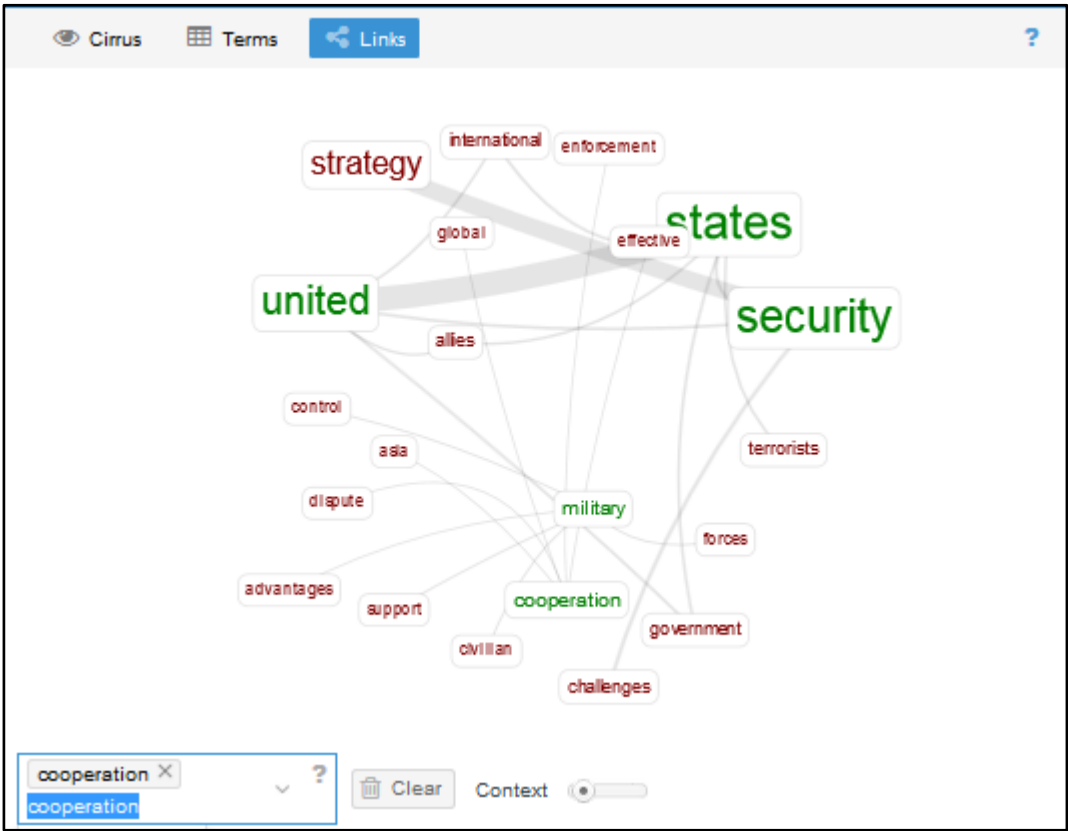 Cirrus Terms Links ?
international
enforcement
strategy
states
global
effective
united
security
allies
control
asia
terrorists
dispute
military
forces
advantages
support
cooperation
government
civilian
challenges
cooperation × ?
cooperation
Clear Context